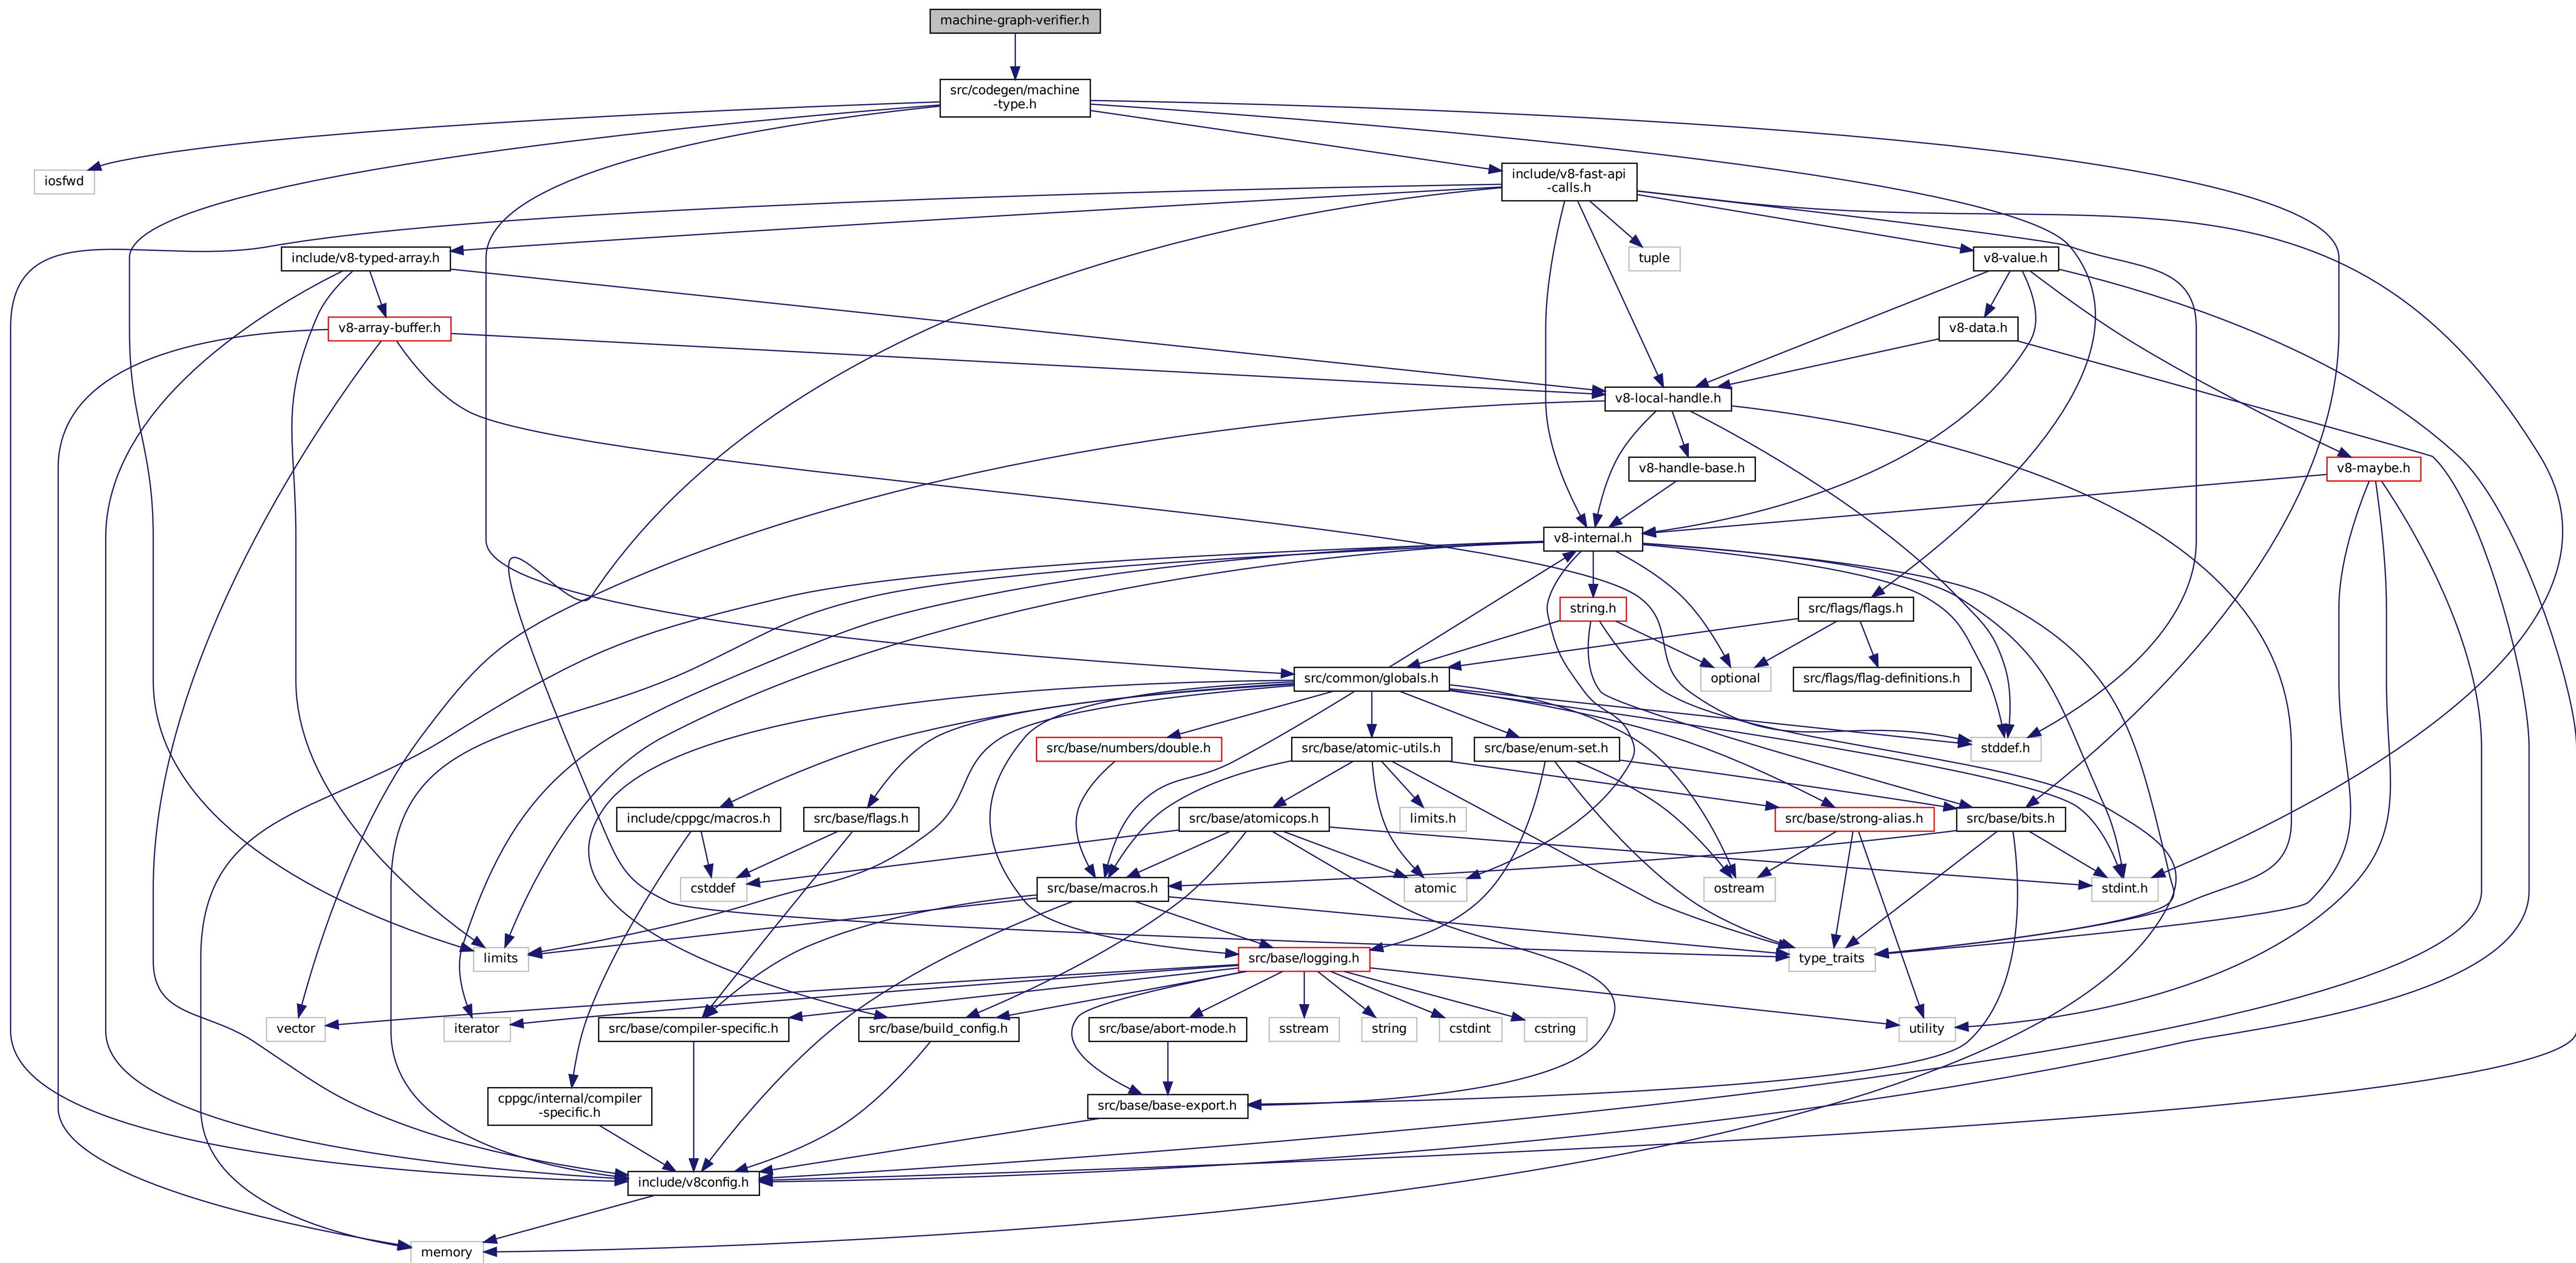 machine-graph-verifier.h
src/codegen/machine
-type.h
iosfwd
include/v8-fast-api
-calls.h
include/v8-typed-array.h
tuple
v8-value.h
v8-array-buffer.h
v8-data.h
v8-local-handle.h
v8-handle-base.h
v8-maybe.h
v8-internal.h
string.h
src/flags/flags.h
src/common/globals.h
optional
src/flags/flag-definitions.h
src/base/numbers/double.h
src/base/atomic-utils.h
src/base/enum-set.h
stddef.h
include/cppgc/macros.h
src/base/flags.h
src/base/atomicops.h
limits.h
src/base/strong-alias.h
src/base/bits.h
cstddef
src/base/macros.h
atomic
ostream
stdint.h
limits
src/base/logging.h
type_traits
vector
iterator
src/base/compiler-specific.h
src/base/build_config.h
src/base/abort-mode.h
sstream
string
cstdint
cstring
utility
cppgc/internal/compiler
-specific.h
src/base/base-export.h
include/v8config.h
memory